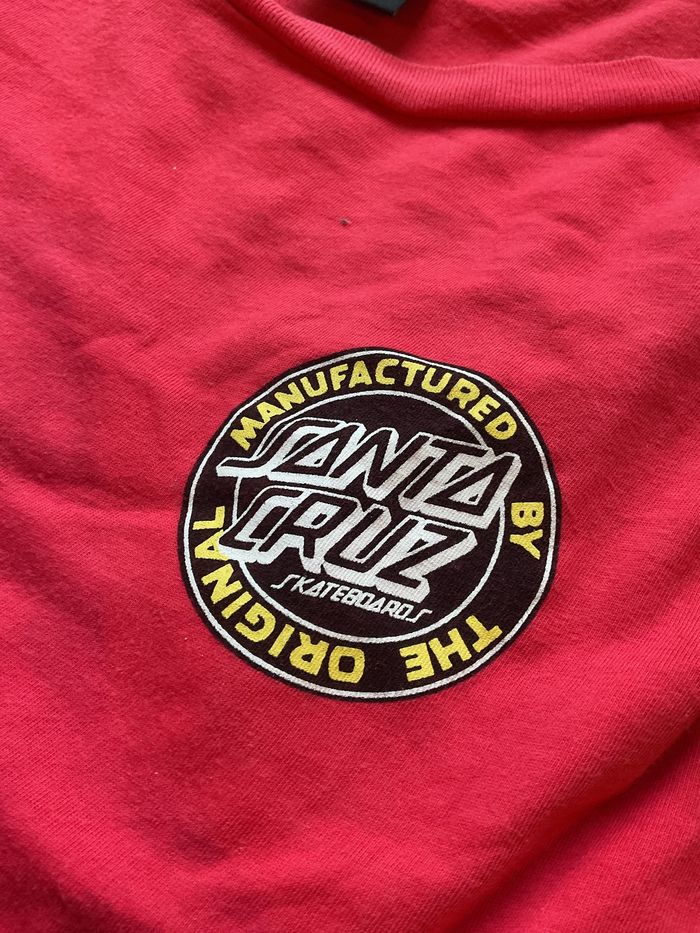 MANUFACTURED BY THE ORIGINAL
SANTA
CRUZ
SKATEBOARDS